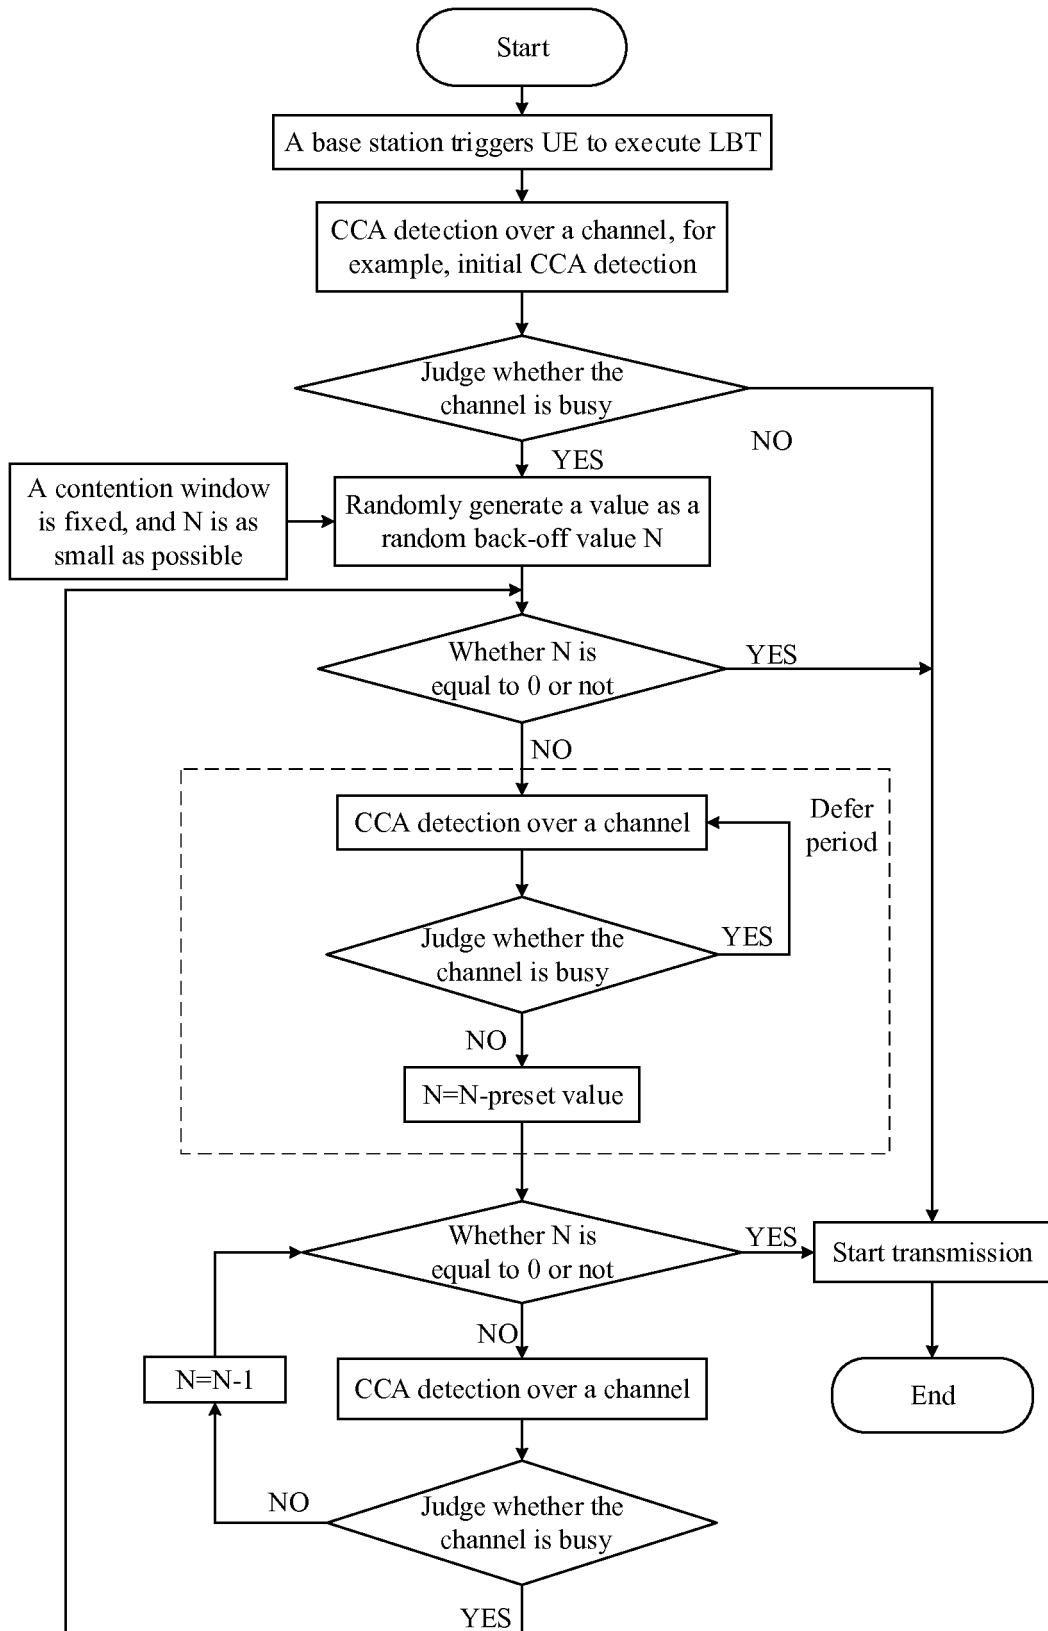 Start
A base station triggers UE to execute LBT
CCA detection over a channel, for
example, initial CCA detection
Judge whether the
channel is busy
NO
YES
A contention window
is fixed, and N is as
small as possible
Randomly generate a value as a
random back-off value N
Whether N is
equal to 0 or not
YES
NO
CCA detection over a channel
Defer
period
Judge whether the
channel is busy
YES
NO
N=N-preset value
Whether N is
equal to 0 or not
YES
Start transmission
NO
N=N-1
CCA detection over a channel
End
Judge whether the
channel is busy
NO
YES